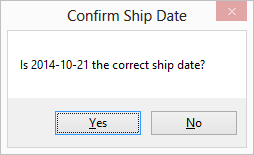 Confirm Ship Date
Is 2014-10-21 the correct ship date?
Yes No